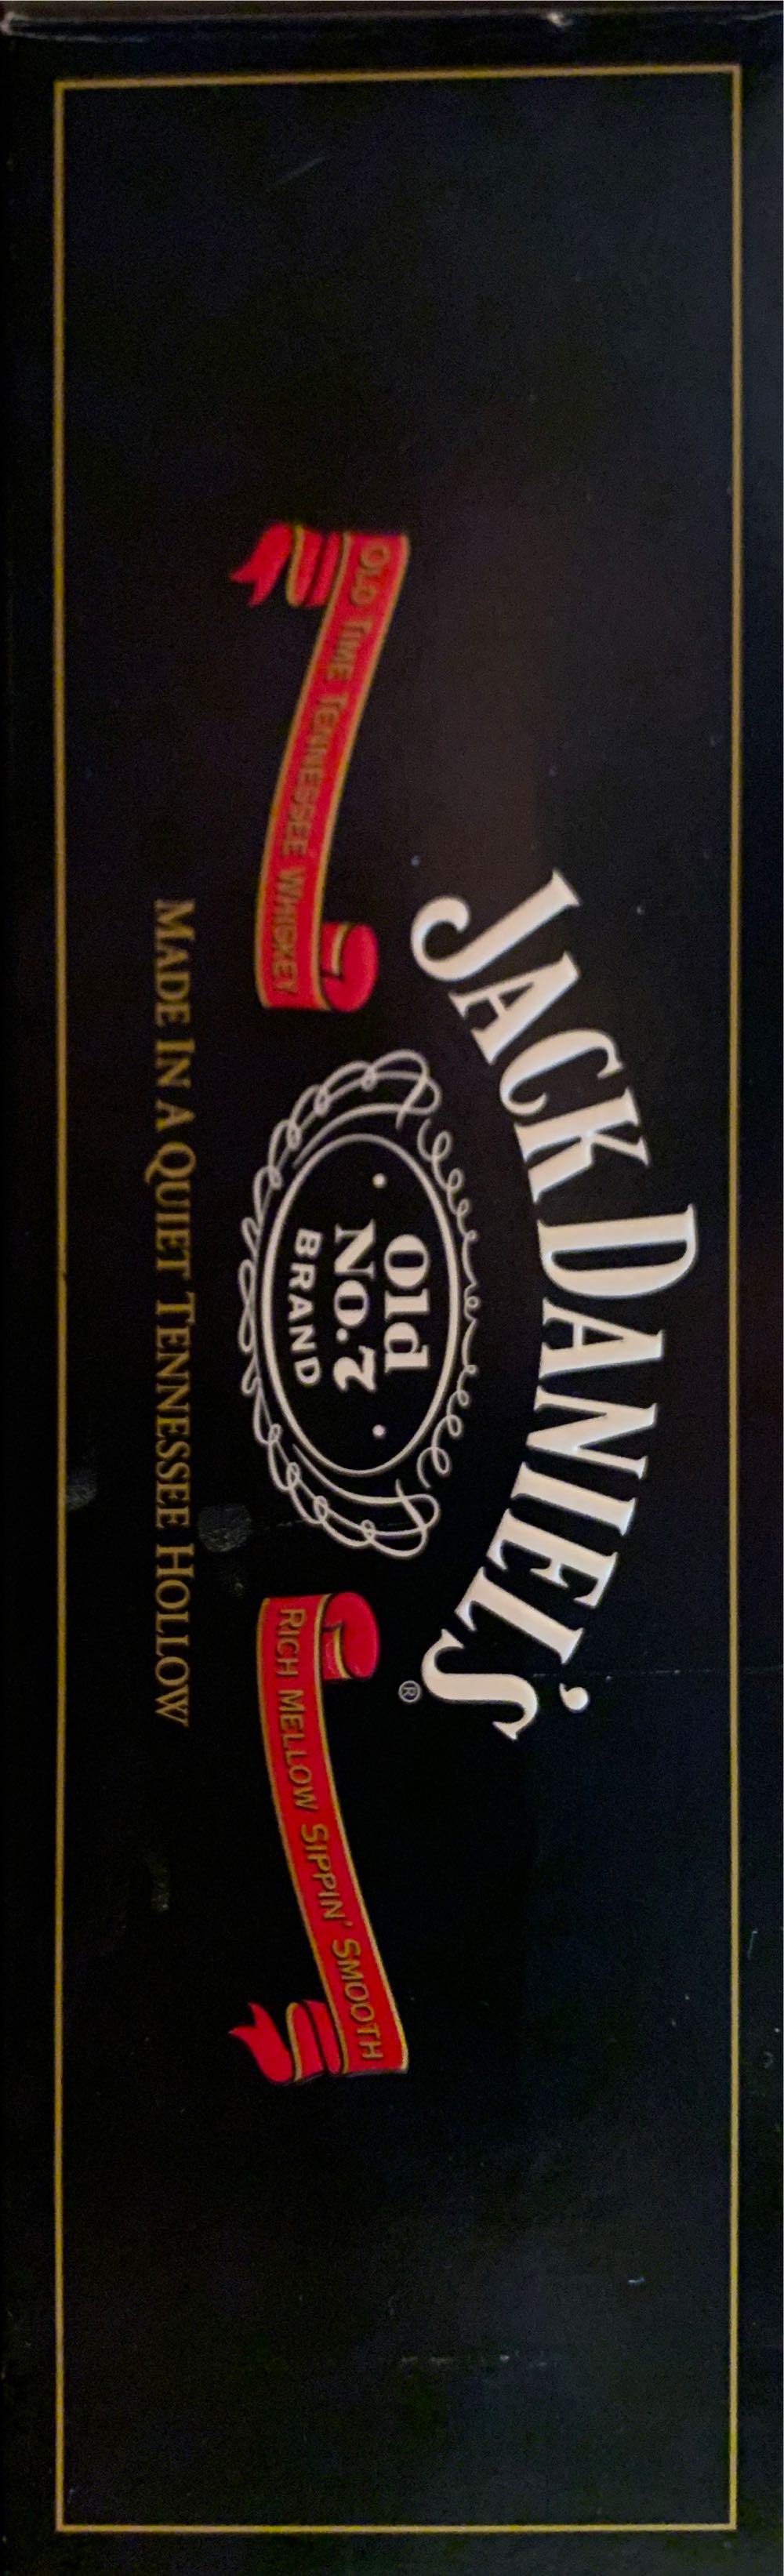 JACK DANIEL'S
®
OLD TIME TENNESSEE WHISKEY
Old
No.7
BRAND
RICH MELLOW SIPPIN' SMOOTH
MADE IN A QUIET TENNESSEE HOLLOW